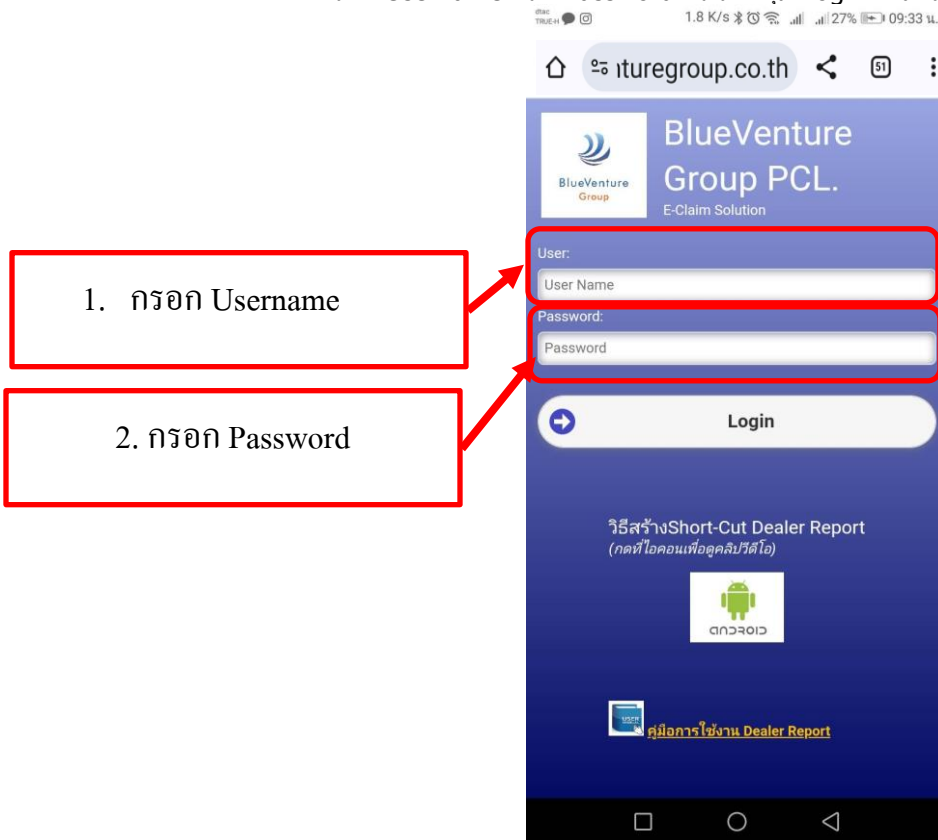 dtac
TRUE-H
1.8 K/s
27%
09:33 น.
ıturegroup.co.th
51
BlueVenture
Group PCL.
E-Claim Solution
BlueVenture
Group
User:
User Name
1. กรอก Username
Password:
Password
2. กรอก Password
Login
วิธีสร้างShort-Cut Dealer Report
(กดที่ไอคอนเพื่อดูคลิปวีดีโอ)
ANDROID
USER
คู่มือการใช้งาน Dealer Report